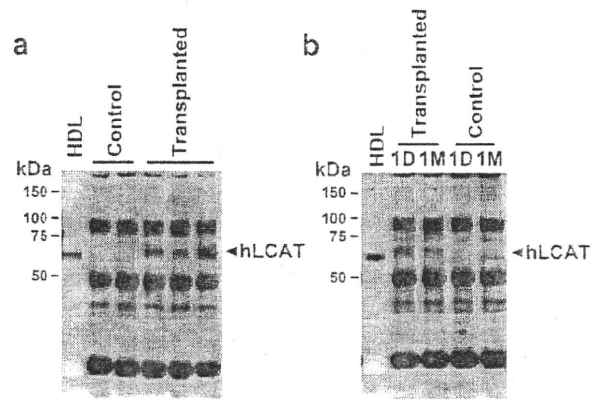 a
HDL
Control
Transplanted
kDa
150
100
75
50
hLCAT
b
HDL
Transplanted
Control
1D 1M 1D 1M
kDa
150
100
75
50
hLCAT